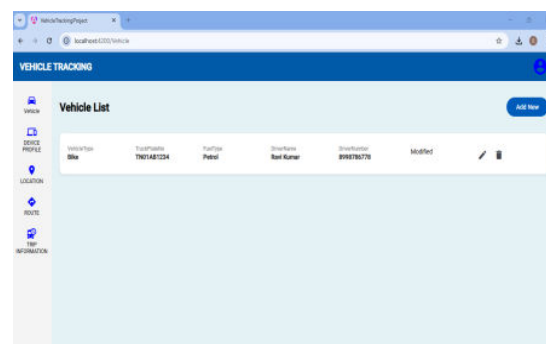 VehicleTrackingProject
localhost:4200/Vehicle
VEHICLE TRACKING
Vehicle
DEVICE
PROFILE
LOCATION
ROUTE
TRIP
INFORMATION
Vehicle List
Add New
VehicleType
Bike
TruckPlateNo
TN01AB1234
FuelType
Petrol
DriverName
Ravi Kumar
DriverNumber
8998786778
Modified